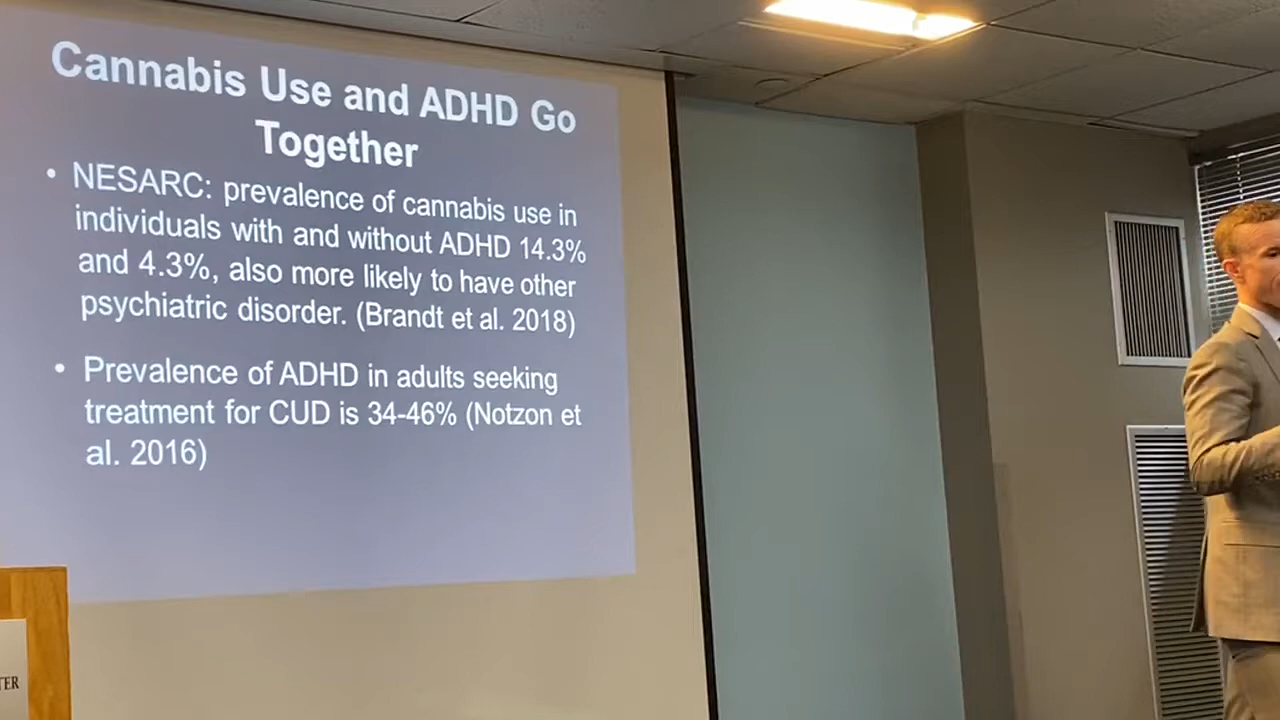 Cannabis Use and ADHD Go
Together
• NESARC: prevalence of cannabis use in
individuals with and without ADHD 14.3%
and 4.3%, also more likely to have other
psychiatric disorder. (Brandt et al. 2018)
• Prevalence of ADHD in adults seeking
treatment for CUD is 34-46% (Notzon et
al. 2016)
TER